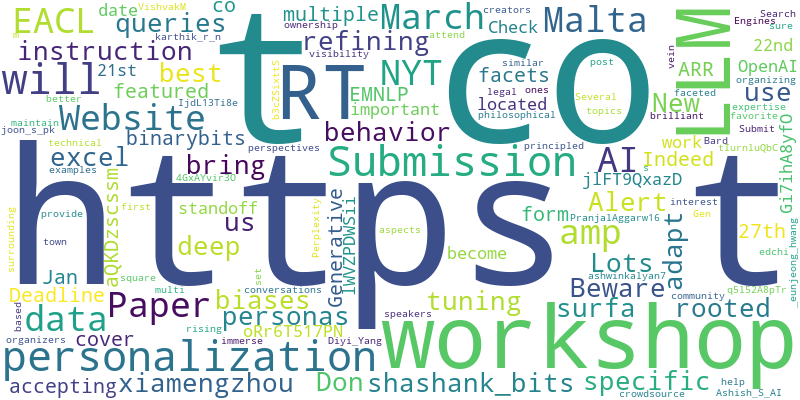 https
t
co
t
workshop
LLM
RT
personalization
Submission
Paper
Website
will
data
EACL
March
Malta
NYT
AI
amp
specific
behavior
excel
Don
shashank_bits
xiamengzhou
Lots
tuning
surfa
rooted
adapt
Beware
Alert
Indeed
us
bring
deep
biases
personas
refining
instruction
queries
co
multiple
date
Check
facets
located
New
use
ARR
OpenAI
22nd
21st
best
featured
EMNLP
important
binarybits
work
jlFT9QxazD
form
27th
Jan
Deadline
cover
accepting
standoff
Generative
become
aQKDzscssm
lWVZPDWSii
oRr6T517PN
Gi7ihA8yfO
4GxAYvir3O
b3cZSixtt5
IjdL13Ti8e
VishvakM
karthik_r_n
joon_s_pk
better
maintain
technical
examples
perspectives
provide
first
town
surrounding
based
organizers
square
multi
rising
set
conversations
immerse
speakers
Diyi_Yang
aspects
Perplexity
ownership
visibility
attend
creators
similar
ones
legal
philosophical
post
Several
topics
principled
sure
organizing
vein
faceted
Search
Engines
expertise
favorite
brilliant
Submit
Bard
tIurnluQbC
s
PranjalAggarw16
interest
Gen
ashwinkalyan7
edchi
eunjeong_hwang
q5l52A8pTr
community
help
crowdsource
Ashish_S_AI
m